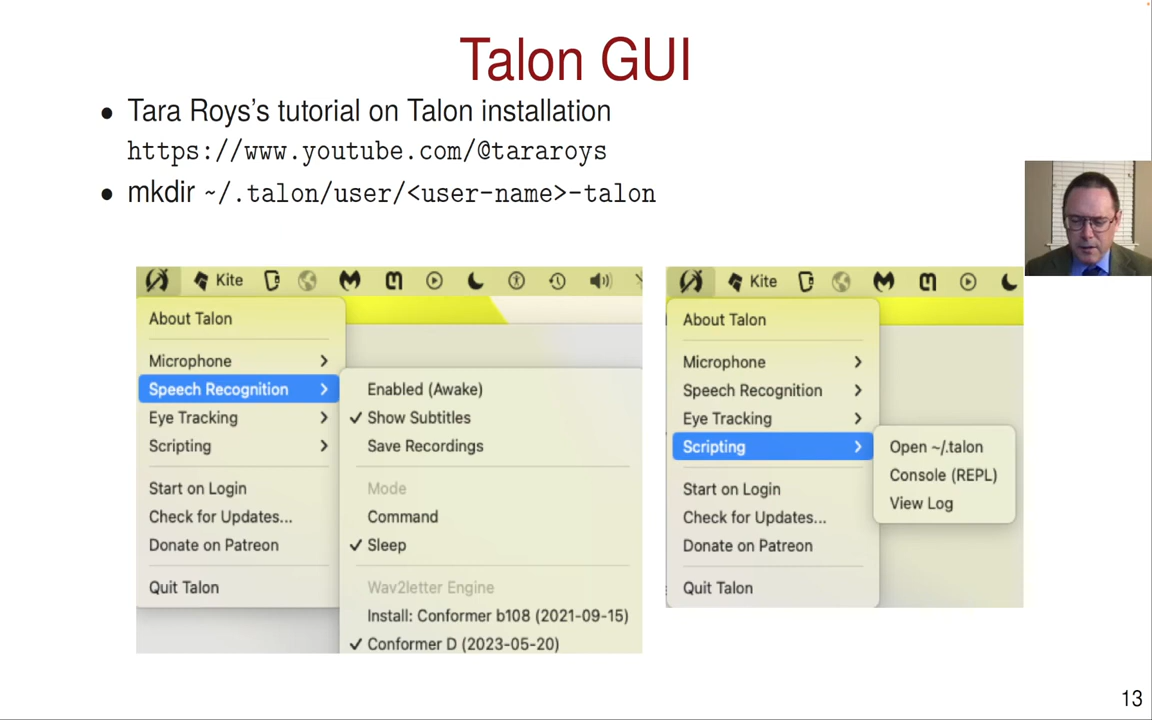 Talon GUI
• Tara Roys's tutorial on Talon installation
https://www.youtube.com/@tararoys
• mkdir ~/.talon/user/<user-name>-talon
Kite
About Talon
Microphone
Speech Recognition
Eye Tracking
Scripting
Start on Login
Check for Updates...
Donate on Patreon
Quit Talon
Enabled (Awake)
✓ Show Subtitles
Save Recordings
Mode
Command
✓ Sleep
Wav2letter Engine
Install: Conformer b108 (2021-09-15)
✓ Conformer D (2023-05-20)
Kite
About Talon
Microphone
Speech Recognition
Eye Tracking
Scripting
Start on Login
Check for Updates...
Donate on Patreon
Quit Talon
Open ~/.talon
Console (REPL)
View Log
13